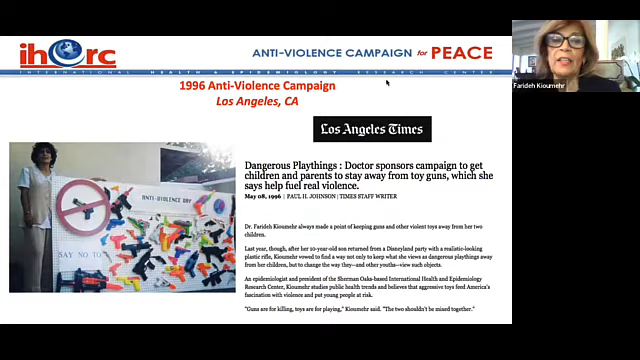 iherc
ANTI-VIOLENCE CAMPAIGN for PEACE
INTERNATIONAL HEALTH & EPIDEMIOLOGY RESEARCH CENTER
Farideh Kioumehr
1996 Anti-Violence Campaign
Los Angeles, CA
Los Angeles Times
Dangerous Playthings : Doctor sponsors campaign to get
children and parents to stay away from toy guns, which she
says help fuel real violence.
May 08, 1996 | PAUL H. JOHNSON | TIMES STAFF WRITER
ANTI-VIOLENCE DAY
SAY NO TO
Dr. Farideh Kioumehr always made a point of keeping guns and other violent toys away from her two
children.
Last year, though, after her 10-year-old son returned from a Disneyland party with a realistic-looking
plastic rifle, Kioumehr vowed to find a way not only to keep what she views as dangerous playthings away
from her children, but to change the way they--and other youths--view such objects.
An epidemiologist and president of the Sherman Oaks-based International Health and Epidemiology
Research Center, Kioumehr studies public health trends and believes that aggressive toys feed America's
fascination with violence and put young people at risk.
"Guns are for killing, toys are for playing," Kioumehr said. "The two shouldn't be mixed together."